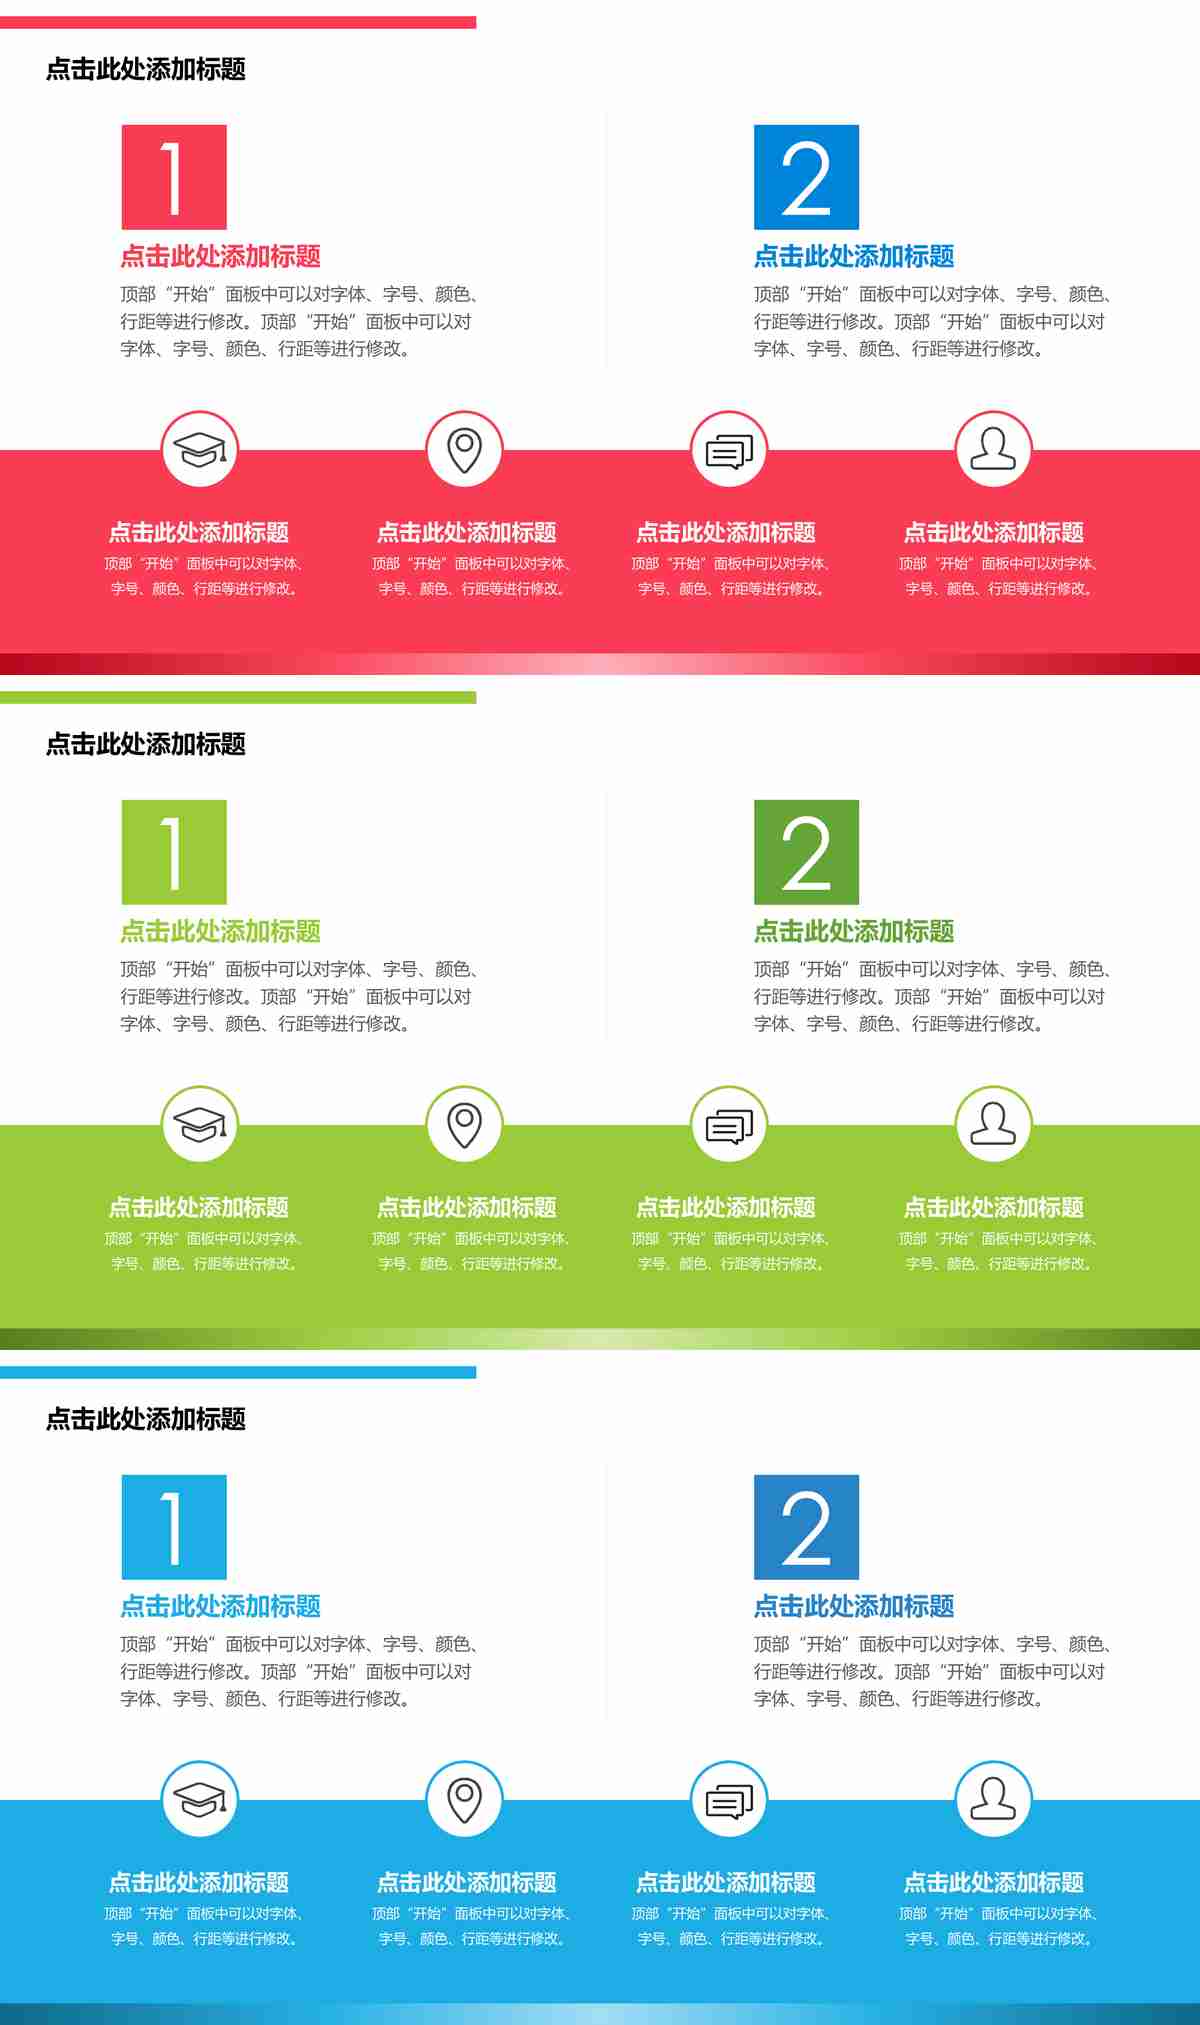 点击此处添加标题
1
点击此处添加标题
顶部“开始”面板中可以对字体、字号、颜色、
行距等进行修改。顶部“开始”面板中可以对
字体、字号、颜色、行距等进行修改。
2
点击此处添加标题
顶部“开始”面板中可以对字体、字号、颜色、
行距等进行修改。顶部“开始”面板中可以对
字体、字号、颜色、行距等进行修改。
点击此处添加标题
顶部“开始”面板中可以对字体、
字号、颜色、行距等进行修改。
点击此处添加标题
顶部“开始”面板中可以对字体、
字号、颜色、行距等进行修改。
点击此处添加标题
顶部“开始”面板中可以对字体、
字号、颜色、行距等进行修改。
点击此处添加标题
顶部“开始”面板中可以对字体、
字号、颜色、行距等进行修改。
点击此处添加标题
1
点击此处添加标题
顶部“开始”面板中可以对字体、字号、颜色、
行距等进行修改。顶部“开始”面板中可以对
字体、字号、颜色、行距等进行修改。
2
点击此处添加标题
顶部“开始”面板中可以对字体、字号、颜色、
行距等进行修改。顶部“开始”面板中可以对
字体、字号、颜色、行距等进行修改。
点击此处添加标题
顶部“开始”面板中可以对字体、
字号、颜色、行距等进行修改。
点击此处添加标题
顶部“开始”面板中可以对字体、
字号、颜色、行距等进行修改。
点击此处添加标题
顶部“开始”面板中可以对字体、
字号、颜色、行距等进行修改。
点击此处添加标题
顶部“开始”面板中可以对字体、
字号、颜色、行距等进行修改。
点击此处添加标题
1
点击此处添加标题
顶部“开始”面板中可以对字体、字号、颜色、
行距等进行修改。顶部“开始”面板中可以对
字体、字号、颜色、行距等进行修改。
2
点击此处添加标题
顶部“开始”面板中可以对字体、字号、颜色、
行距等进行修改。顶部“开始”面板中可以对
字体、字号、颜色、行距等进行修改。
点击此处添加标题
顶部“开始”面板中可以对字体、
字号、颜色、行距等进行修改。
点击此处添加标题
顶部“开始”面板中可以对字体、
字号、颜色、行距等进行修改。
点击此处添加标题
顶部“开始”面板中可以对字体、
字号、颜色、行距等进行修改。
点击此处添加标题
顶部“开始”面板中可以对字体、
字号、颜色、行距等进行修改。